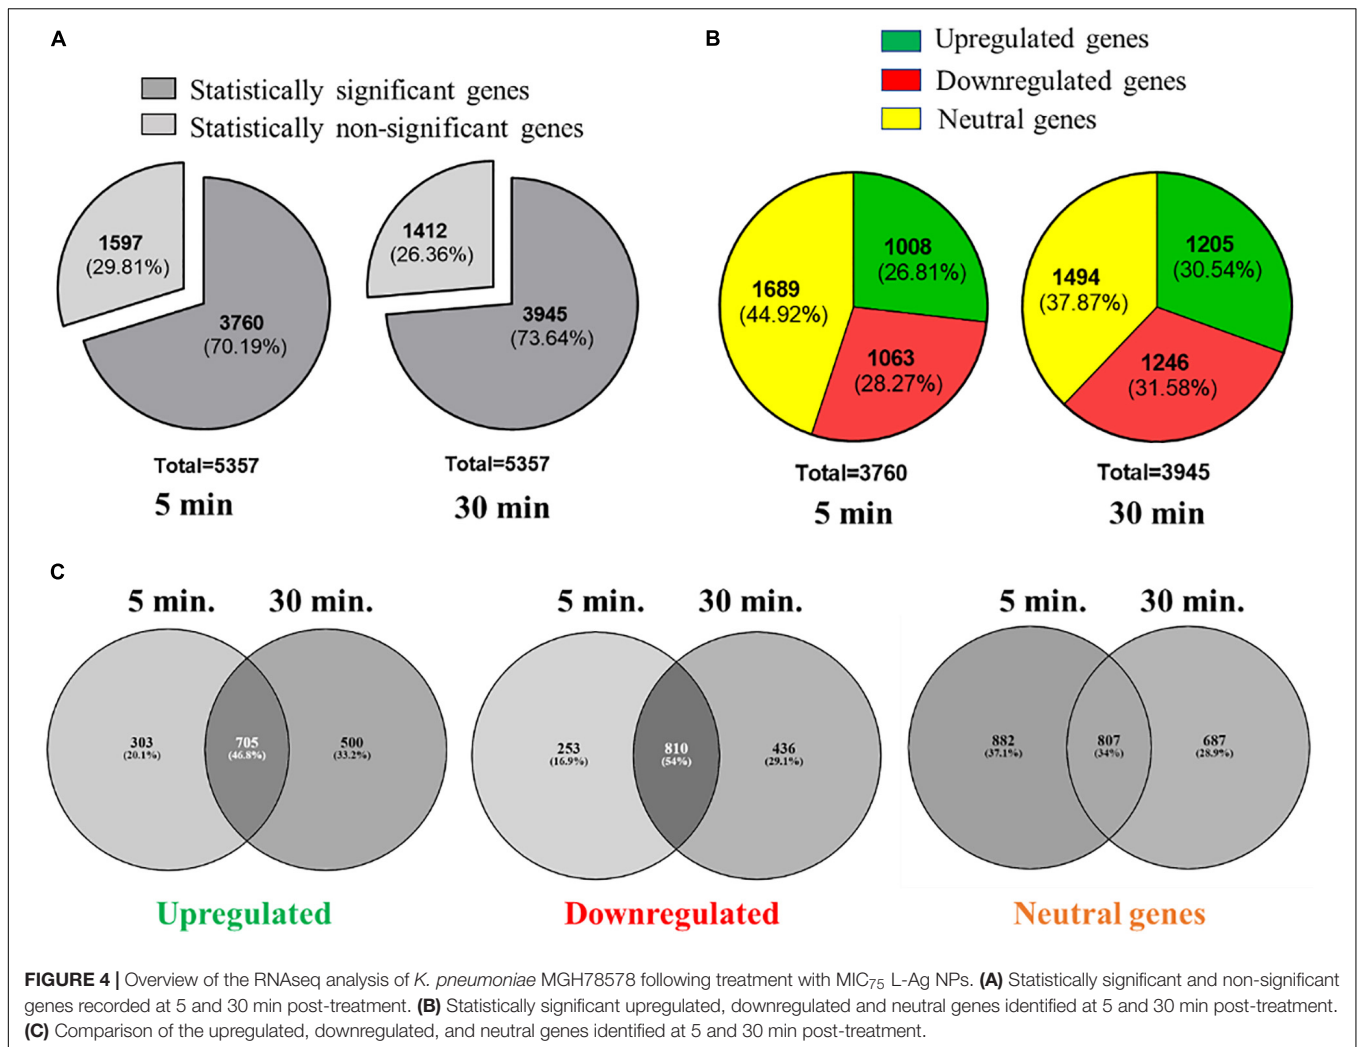 A
Statistically significant genes
Statistically non-significant genes
1597
(29.81%)
3760
(70.19%)
Total=5357
5 min
1412
(26.36%)
3945
(73.64%)
Total=5357
30 min
B
Upregulated genes
Downregulated genes
Neutral genes
1008
(26.81%)
1689
(44.92%)
1063
(28.27%)
Total=3760
5 min
1205
(30.54%)
1494
(37.87%)
1246
(31.58%)
Total=3945
30 min
C
5 min. 30 min.
303
(20.1%)
705
(46.8%)
500
(33.2%)
Upregulated
5 min. 30 min.
253
(16.9%)
810
(54%)
436
(29.1%)
Downregulated
5 min. 30 min.
882
(37.1%)
807
(34%)
687
(28.9%)
Neutral genes
FIGURE 4 | Overview of the RNAseq analysis of K. pneumoniae MGH78578 following treatment with MIC75 L-Ag NPs. (A) Statistically significant and non-significant
genes recorded at 5 and 30 min post-treatment. (B) Statistically significant upregulated, downregulated and neutral genes identified at 5 and 30 min post-treatment.
(C) Comparison of the upregulated, downregulated, and neutral genes identified at 5 and 30 min post-treatment.